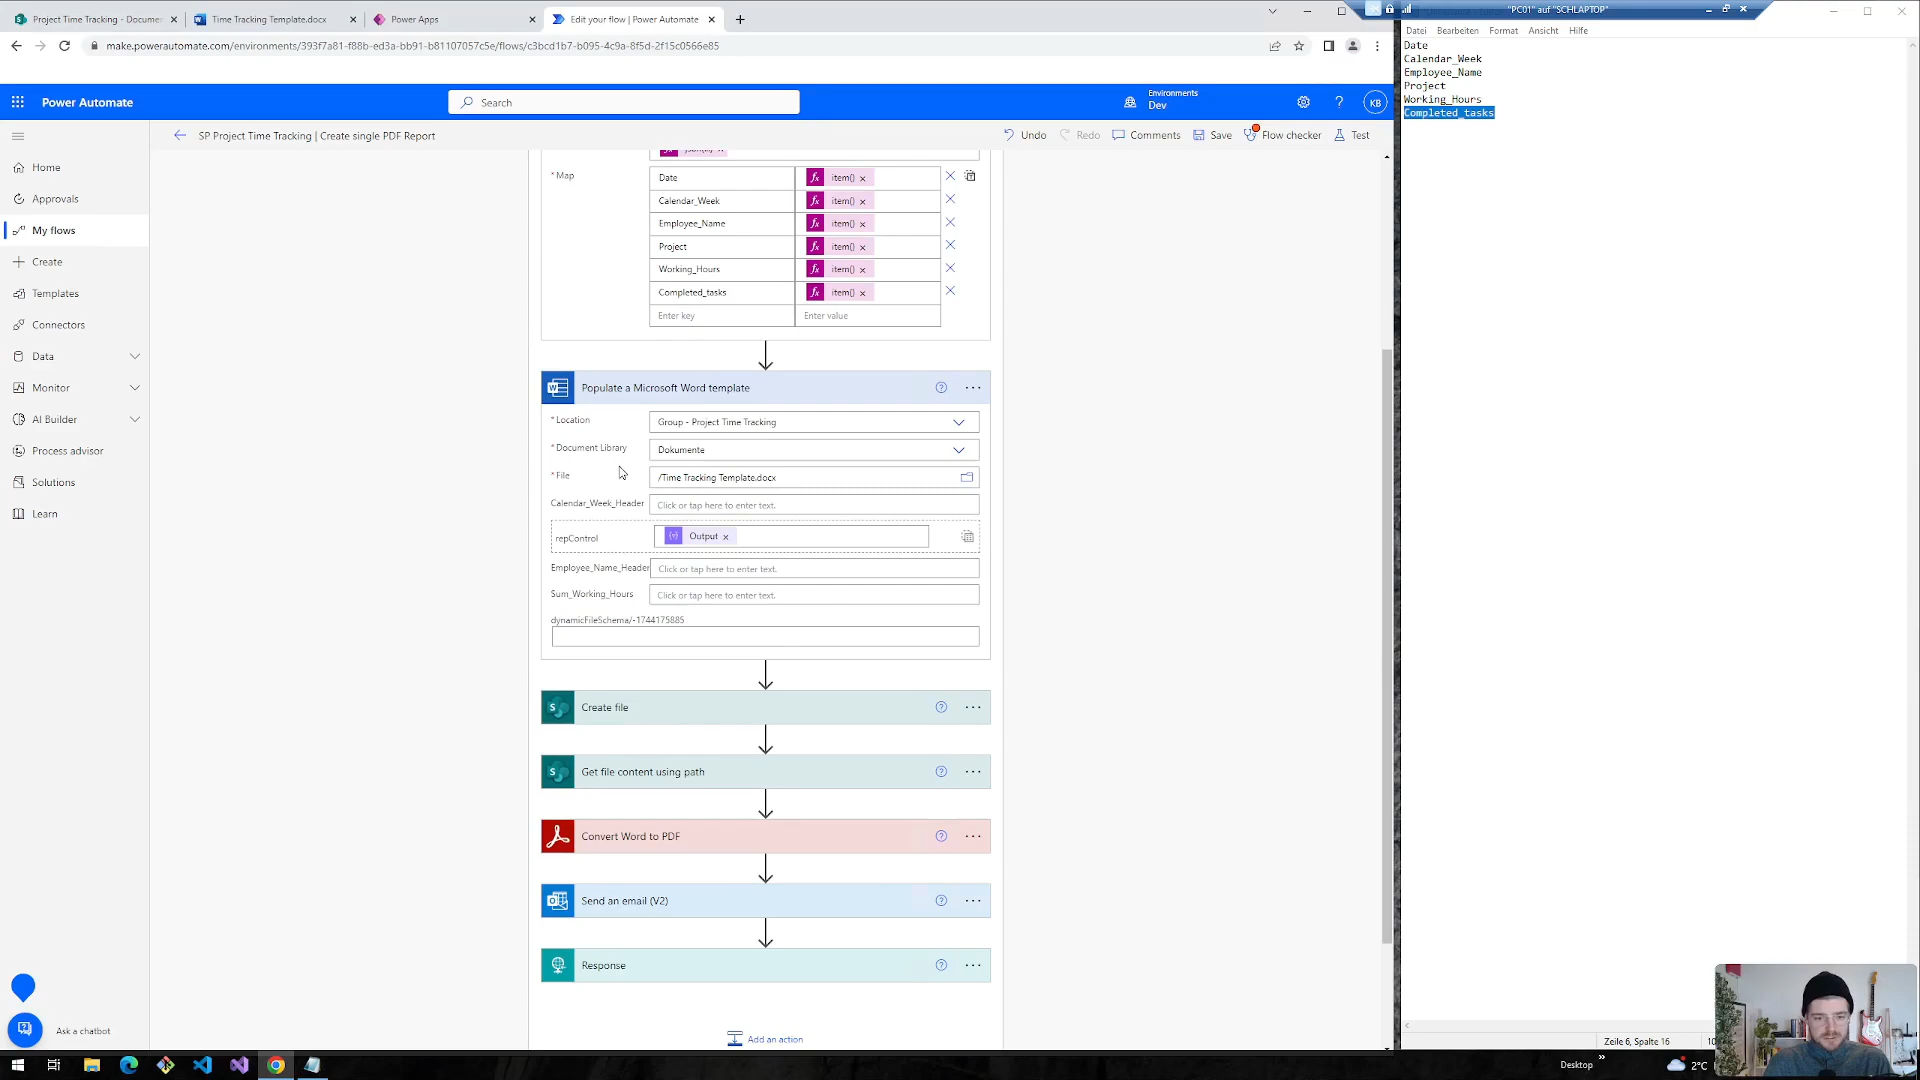 Project Time Tracking - Documen
Time Tracking Template.docx
Power Apps
Edit your flow | Power Automate
"PC01" auf "SCHLAPTOP"
make.powerautomate.com/environments/393f7a81-f88b-ed3a-bb91-b81107057c5e/flows/c3bcd1b7-b095-4c9a-8f5d-2f15c0566e85
Datei Bearbeiten Format Ansicht Hilfe
Date
Calendar_Week
Employee_Name
Project
Working_Hours
Completed_tasks
Power Automate
Search
Environments
Dev
KB
SP Project Time Tracking | Create single PDF Report
Undo
Redo
Comments
Save
Flow checker
Test
Home
Approvals
My flows
Create
Templates
Connectors
Data
Monitor
AI Builder
Process advisor
Solutions
Learn
* Map
Date
fx item() x
Calendar_Week
fx item() x
Employee_Name
fx item() x
Project
fx item() x
Working_Hours
fx item() x
Completed_tasks
fx item() x
Enter key
Enter value
Populate a Microsoft Word template
* Location
Group - Project Time Tracking
* Document Library
Dokumente
* File
/Time Tracking Template.docx
Calendar_Week_Header
Click or tap here to enter text.
repControl
Output x
Employee_Name_Header
Click or tap here to enter text.
Sum_Working_Hours
Click or tap here to enter text.
dynamicFileSchema/-1744175885
Create file
Get file content using path
Convert Word to PDF
Send an email (V2)
Response
Add an action
Ask a chatbot
Zeile 6, Spalte 16
Desktop
2°C